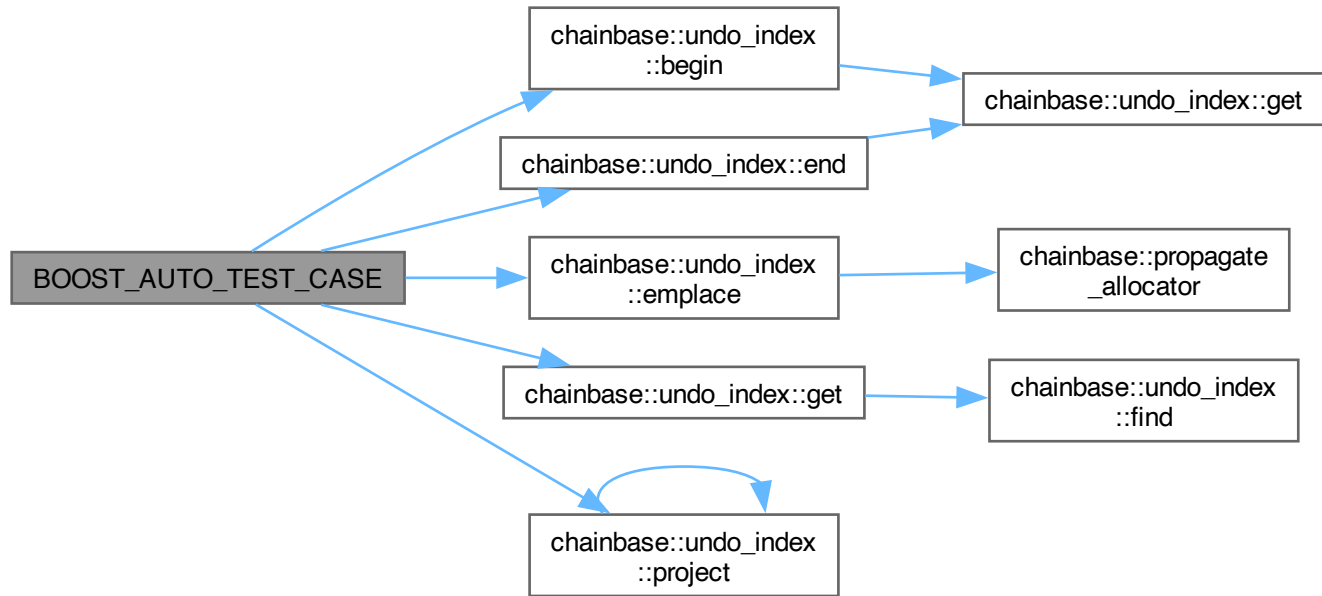 chainbase::undo_index
::begin
chainbase::undo_index::get
chainbase::undo_index::end
BOOST_AUTO_TEST_CASE
chainbase::undo_index
::emplace
chainbase::propagate
_allocator
chainbase::undo_index::get
chainbase::undo_index
::find
chainbase::undo_index
::project